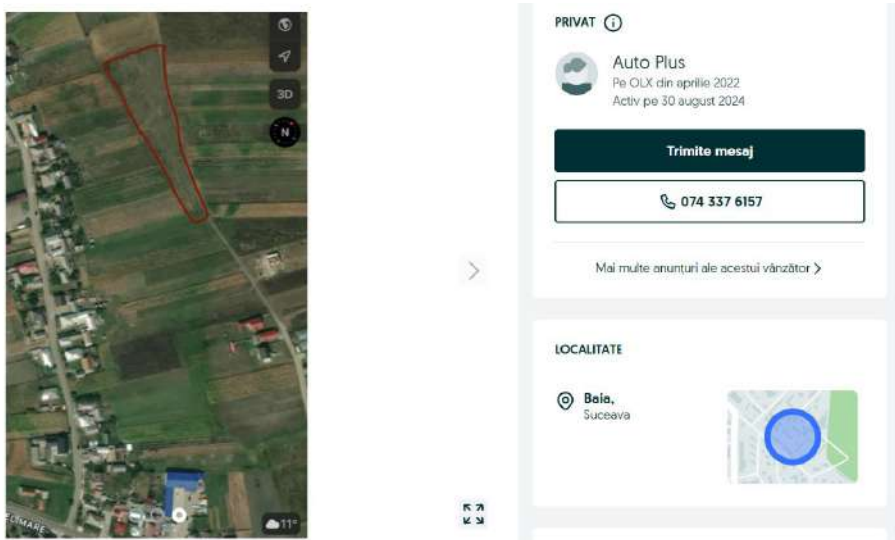 3D
N
ELMARE
11°
PRIVAT
Auto Plus
Pe OLX din aprilie 2022
Activ pe 30 august 2024
Trimite mesaj
074 337 6157
Mai multe anunțuri ale acestui vânzător
LOCALITATE
Baia,
Suceava